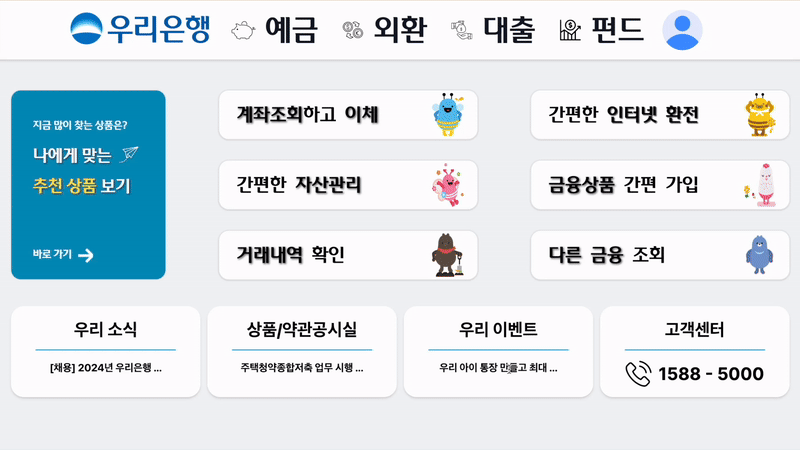 우리은행 예금 외환 대출 펀드
지금 많이 찾는 상품은?
나에게 맞는
추천 상품 보기
바로 가기
계좌조회하고 이체
간편한 인터넷 환전
간편한 자산관리
금융상품 간편 가입
거래내역 확인
다른 금융 조회
우리 소식
[채용] 2024년 우리은행 ...
상품/약관공시실
주택청약종합저축 업무 시행 ...
우리 이벤트
우리 아이 통장 만들고 최대 ...
고객센터
1588 - 5000